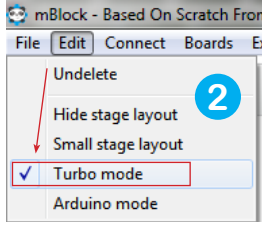 mBlock - Based On Scratch Fro
File Edit Connect Boards
Undelete
2
Hide stage layout
Small stage layout
Turbo mode
Arduino mode